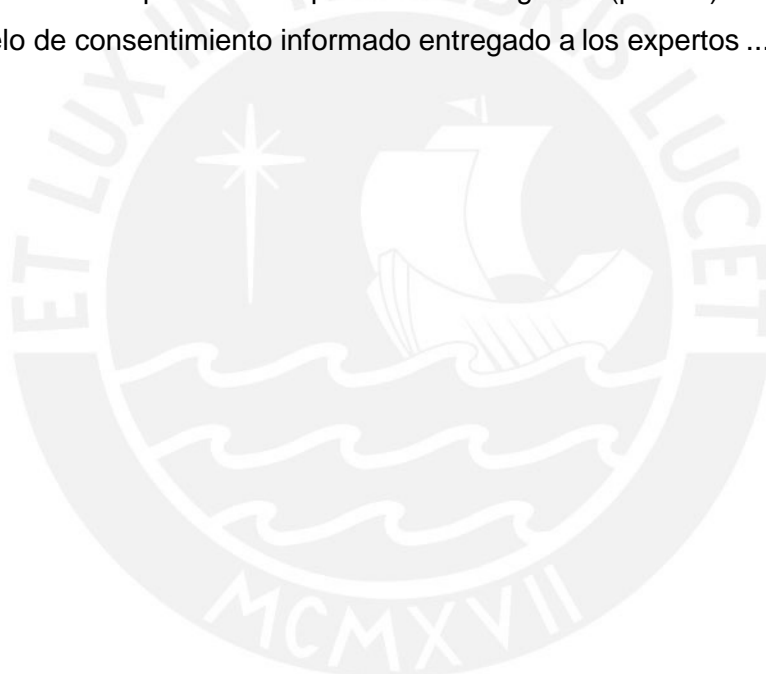 elo de consentimiento informado entregado a los expertos ...
ET LUX IN TENEBRIS LUCET
MCMXVII